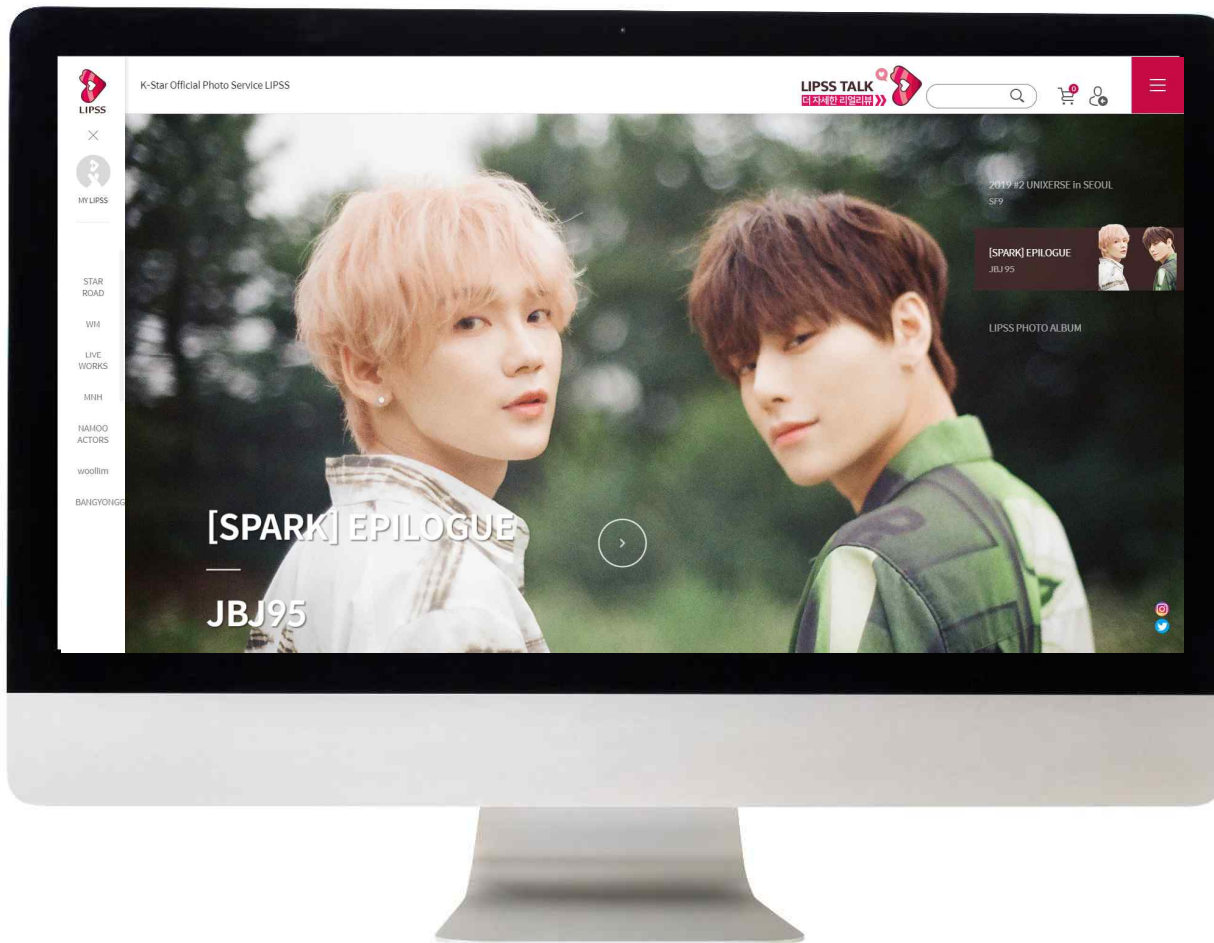 LIPSS
MY LIPSS
STAR
ROAD
WM
LIVE
WORKS
MNH
NAMOO
ACTORS
woollim
BANGYONGG
K-Star Official Photo Service LIPSS
LIPSS TALK
더 자세한 리얼리뷰
0
2019 #2 UNIXERSE in SEOUL
SF9
[SPARK] EPILOGUE
JBJ 95
LIPSS PHOTO ALBUM
[SPARK] EPILOGUE
JBJ95